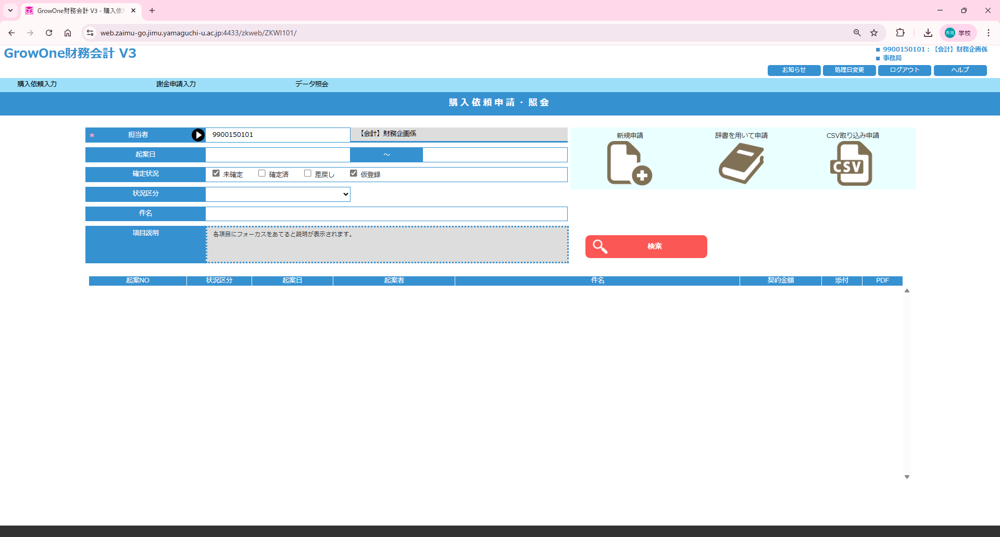 GrowOne財務会計 V3 - 購入依
web.zaimu-go.jimu.yamaguchi-u.ac.jp:4433/zkweb/ZKWI101/
秀晃 学校
GrowOne財務会計 V3
9900150101：【会計】財務企画係
事務局
お知らせ 処理日変更 ログアウト ヘルプ
購入依頼入力 謝金申請入力 データ照会
購入依頼申請・照会
* 担当者 9900150101 【会計】財務企画係
新規申請 辞書を用いて申請 CSV取り込み申請
CSV
起案日 ～
確定状況 未確定 確定済 差戻し 仮登録
状況区分
件名
項目説明 各項目にフォーカスをあてると説明が表示されます。
検索
起案NO 状況区分 起案日 起案者 件名 契約金額 添付 PDF